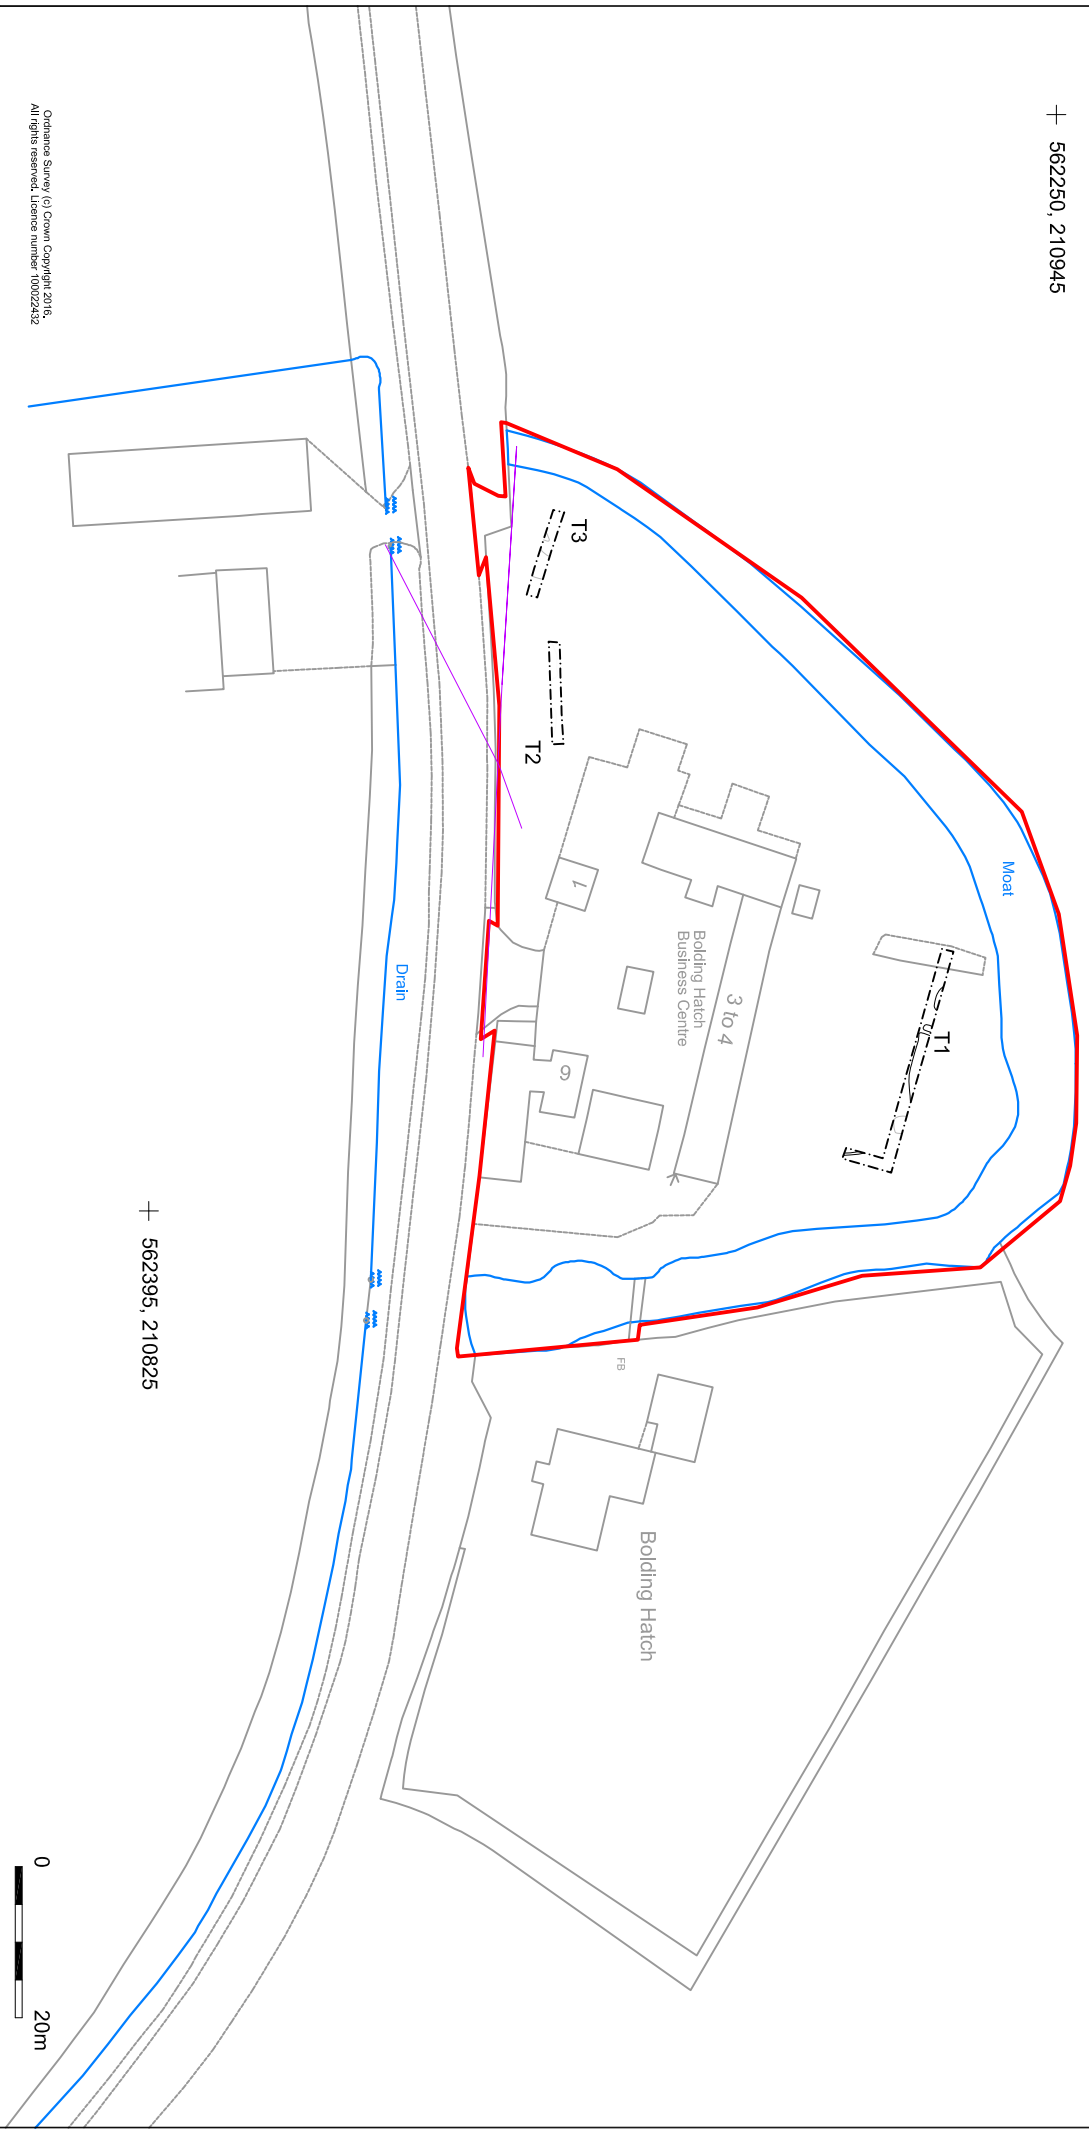 562250, 210945
Moat
T1
T3
T2
1
3 to 4
Bolding Hatch
Business Centre
9
Drain
562395, 210825
FB
Bolding Hatch
Ordnance Survey (c) Crown Copyright 2016.
All rights reserved. Licence number 100022432
0
20m